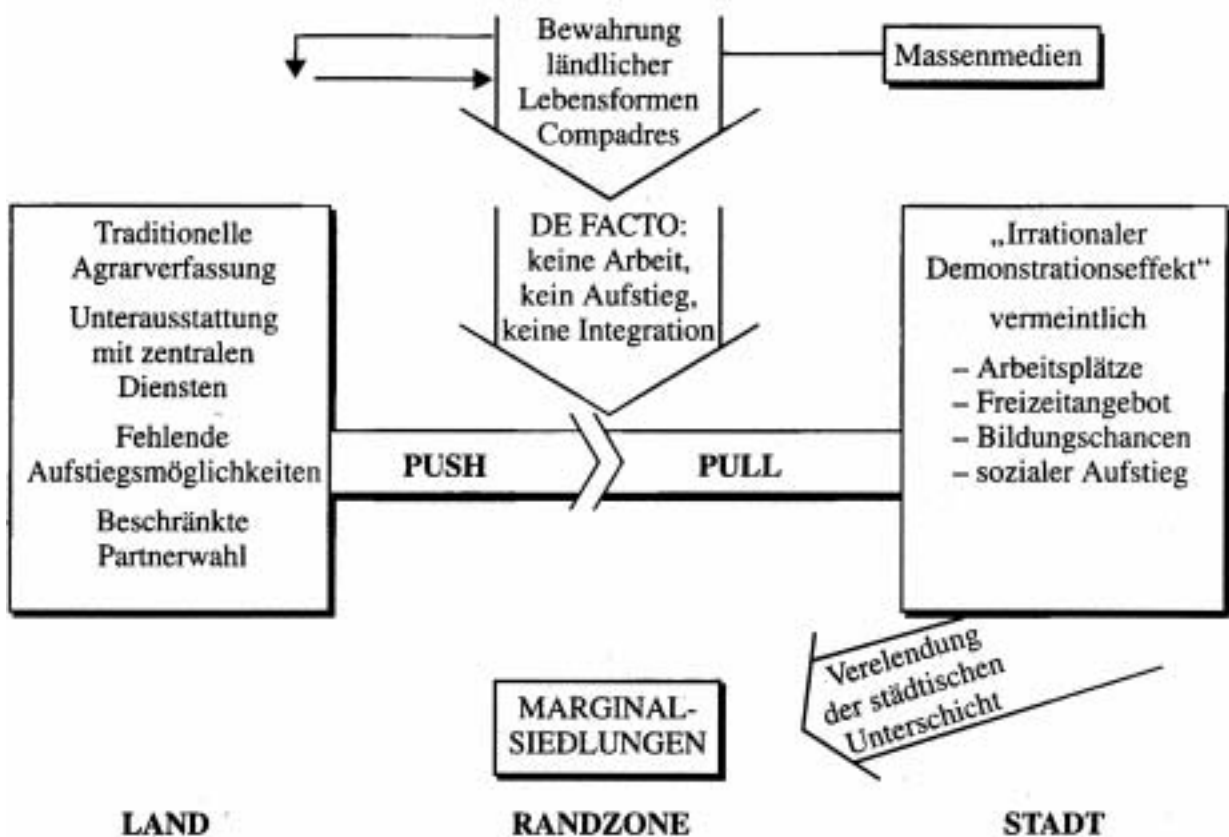 Bewahrung
ländlicher
Lebensformen
Compadres
Massenmedien
Traditionelle
Agrarverfassung
Unterausstattung
mit zentralen
Diensten
Fehlende
Aufstiegsmöglichkeiten
Beschränkte
Partnerwahl
DE FACTO:
keine Arbeit,
kein Aufstieg,
keine Integration
PUSH
PULL
„Irrationaler
Demonstrationseffekt“
vermeintlich
– Arbeitsplätze
– Freizeitangebot
– Bildungschancen
– sozialer Aufstieg
Verelendung
der städtischen
Unterschicht
MARGINAL-
SIEDLUNGEN
LAND
RANDZONE
STADT